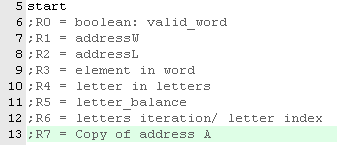 5 start
6 ;R0 = boolean: valid_word
7 ;R1 = addressW
8 ;R2 = addressL
9 ;R3 = element in word
10 ;R4 = letter in letters
11 ;R5 = letter_balance
12 ;R6 = letters iteration/ letter index
13 ;R7 = Copy of address A